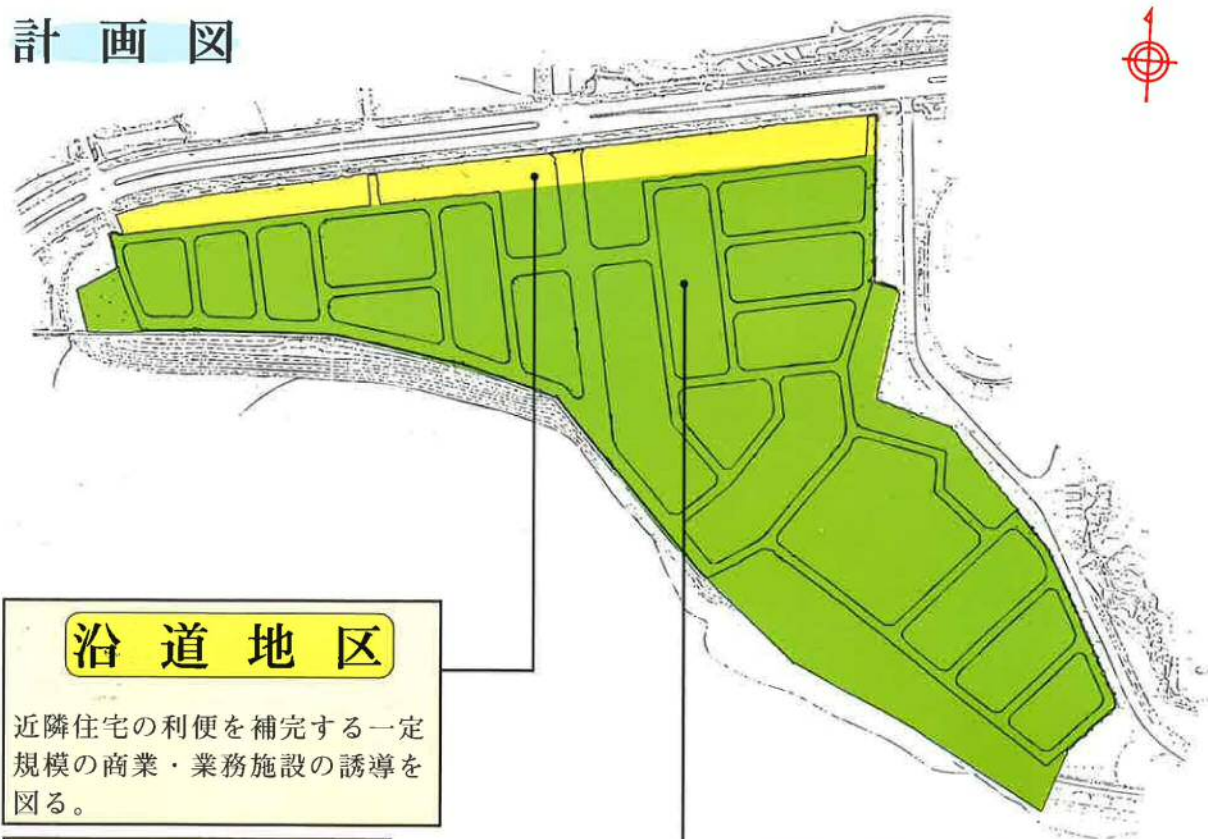 計画図
沿道地区
近隣住宅の利便を補完する一定
規模の商業・業務施設の誘導を
図る。